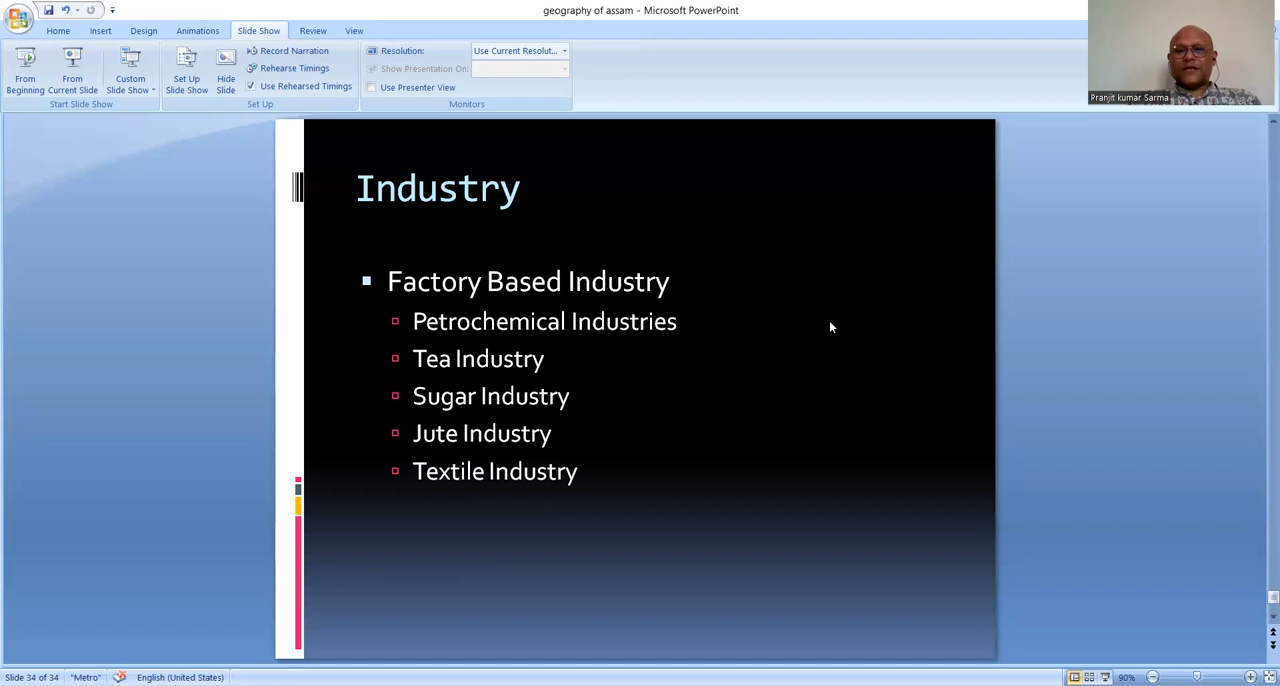 geography of assam - Microsoft PowerPoint
Home Insert Design Animations Slide Show Review View
From Beginning
From Current Slide
Custom Slide Show
Set Up Slide Show
Hide Slide
Record Narration
Rehearse Timings
Use Rehearsed Timings
Resolution: Use Current Resolut...
Show Presentation On:
Use Presenter View
Start Slide Show Set Up Monitors
Pranjit kumar Sarma
Industry
Factory Based Industry
Petrochemical Industries
Tea Industry
Sugar Industry
Jute Industry
Textile Industry
Slide 34 of 34 "Metro" English (United States) 90%